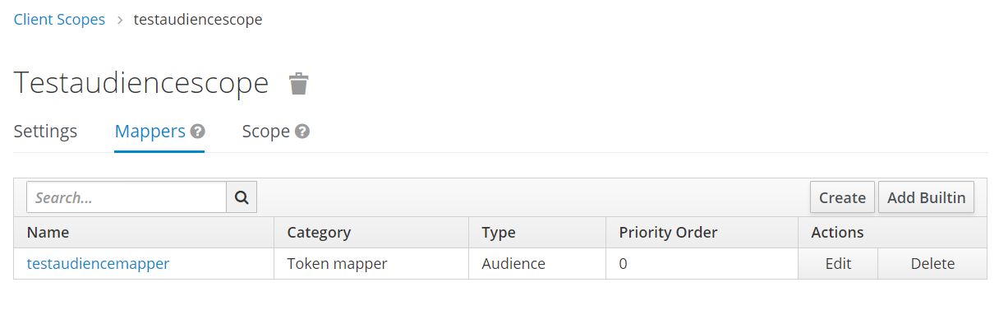 Client Scopes > testaudiencescope
Testaudiencescope
Settings Mappers ? Scope ?
Search... Create Add Builtin
Name Category Type Priority Order Actions
testaudiencemapper Token mapper Audience 0 Edit Delete